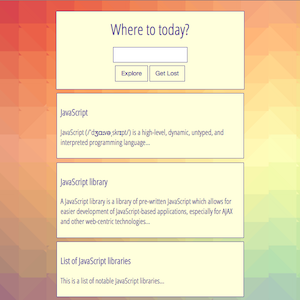 Where to today?
Explore
Get Lost
JavaScript
JavaScript (/ˈdʒɑːvəˌskrɪpt/) is a high-level, dynamic, untyped, and
interpreted programming language...
JavaScript library
A JavaScript library is a library of pre-written JavaScript which allows for
easier development of JavaScript-based applications, especially for AJAX
and other web-centric technologies...
List of JavaScript libraries
This is a list of notable JavaScript libraries...